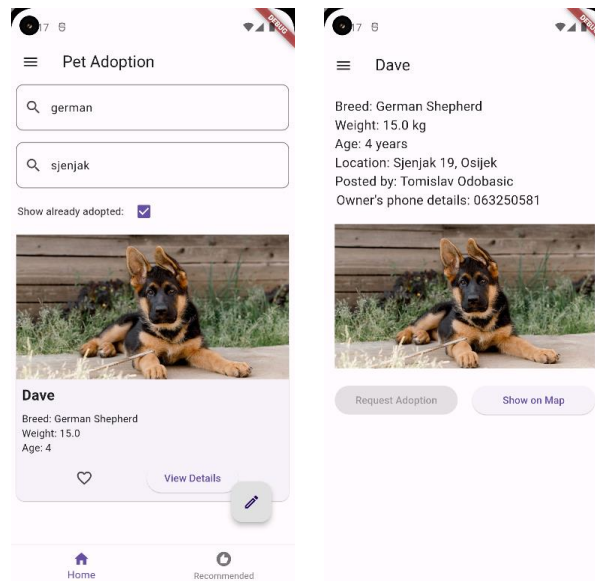 17
DEBUG
Pet Adoption
german
sjenjak
Show already adopted:
Dave
Breed: German Shepherd
Weight: 15.0
Age: 4
View Details
Home
Recommended
17
DEBUG
Dave
Breed: German Shepherd
Weight: 15.0 kg
Age: 4 years
Location: Sjenjak 19, Osijek
Posted by: Tomislav Odobasic
Owner's phone details: 063250581
Request Adoption
Show on Map